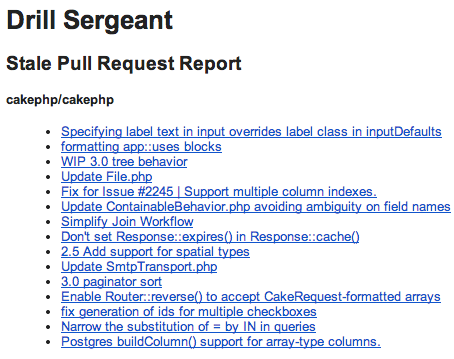 Drill Sergeant
Stale Pull Request Report
cakephp/cakephp
Specifying label text in input overrides label class in inputDefaults
formatting app::uses blocks
WIP 3.0 tree behavior
Update File.php
Fix for Issue #2245 | Support multiple column indexes.
Update ContainableBehavior.php avoiding ambiguity on field names
Simplify Join Workflow
Don't set Response::expires() in Response::cache()
2.5 Add support for spatial types
Update SmtpTransport.php
3.0 paginator sort
Enable Router::reverse() to accept CakeRequest-formatted arrays
fix generation of ids for multiple checkboxes
Narrow the substitution of = by IN in queries
Postgres buildColumn() support for array-type columns.